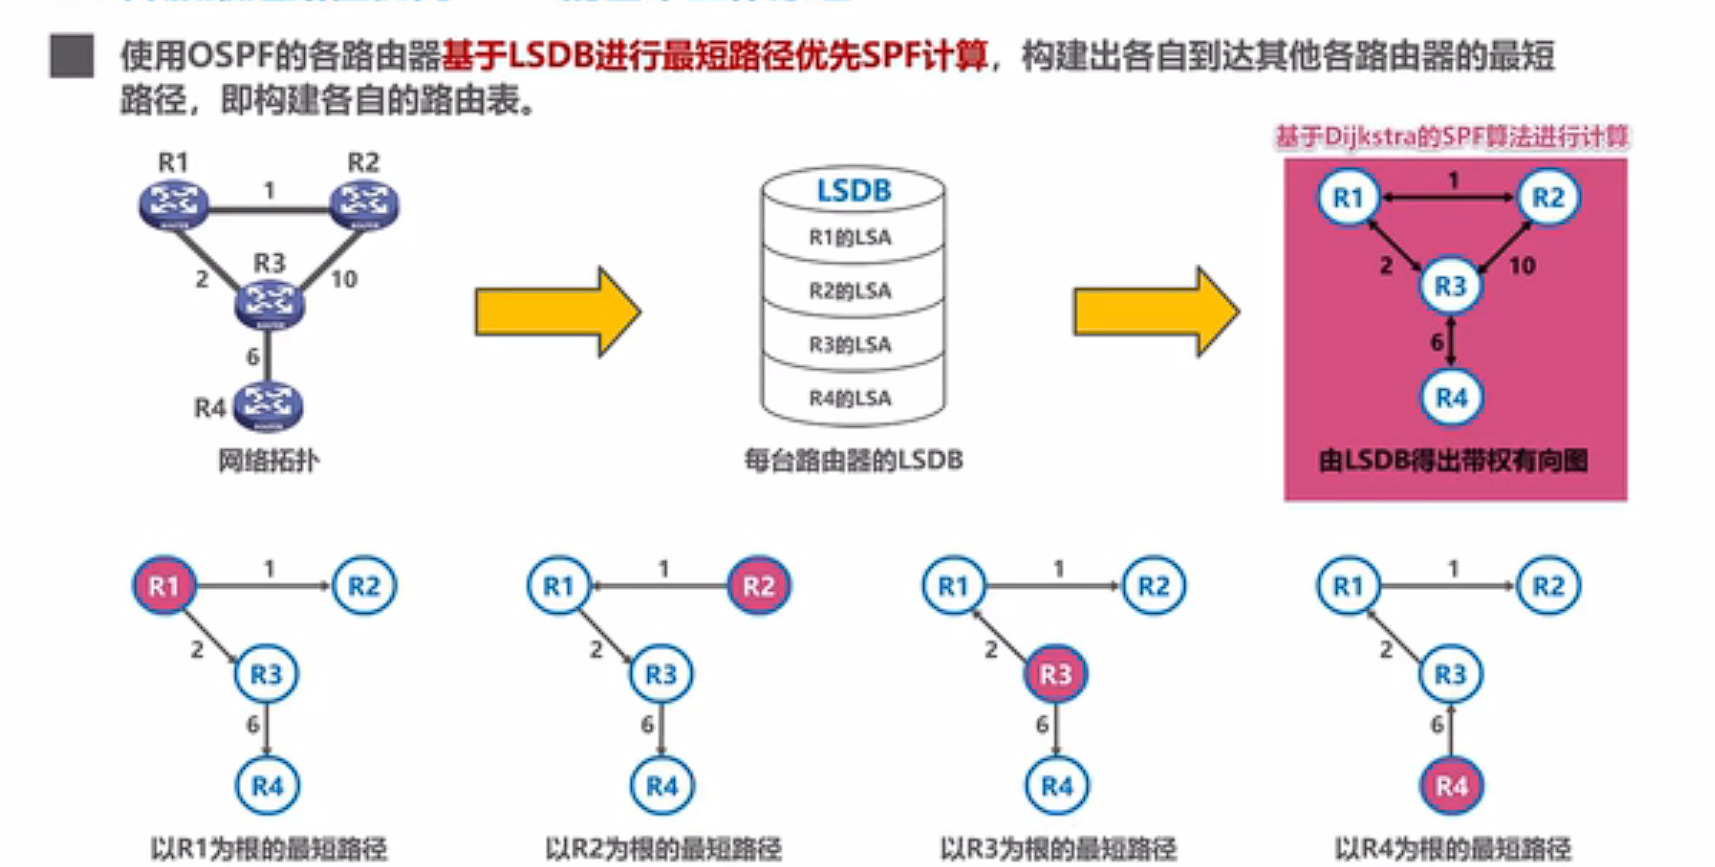 使用OSPF的各路由器基于LSDB进行最短路径优先SPF计算，构建出各自到达其他各路由器的最短
路径，即构建各自的路由表。
基于Dijkstra的SPF算法进行计算
R1
R2
1
R3
2
10
6
R4
网络拓扑
LSDB
R1的LSA
R2的LSA
R3的LSA
R4的LSA
每台路由器的LSDB
R1
1
R2
2
10
R3
6
R4
由LSDB得出带权有向图
R1
1
R2
2
R3
6
R4
以R1为根的最短路径
R1
1
R2
2
R3
6
R4
以R2为根的最短路径
R1
1
R2
2
R3
6
R4
以R3为根的最短路径
R1
1
R2
2
R3
6
R4
以R4为根的最短路径